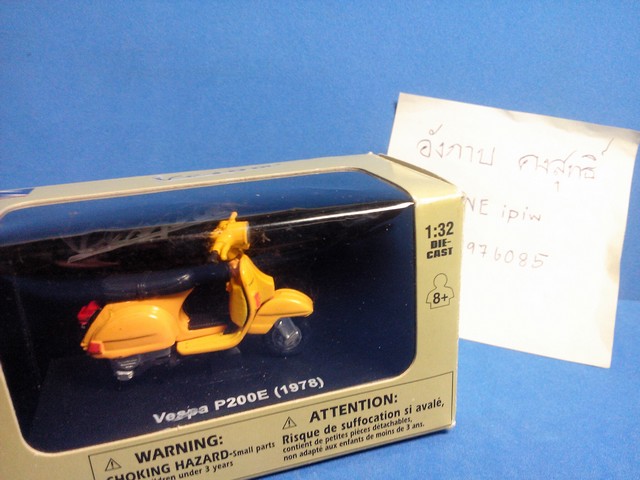 อังกาบ คงสุทธิ์
NE ipiw
976085
1:32
DIE-
CAST
8+
Vespa P200E (1978)
WARNING:
CHOKING HAZARD-Small parts
children under 3 years
ATTENTION:
Risque de suffocation si avalé,
contient de petites pièces détachables,
non adapté aux enfants de moins de 3 ans.